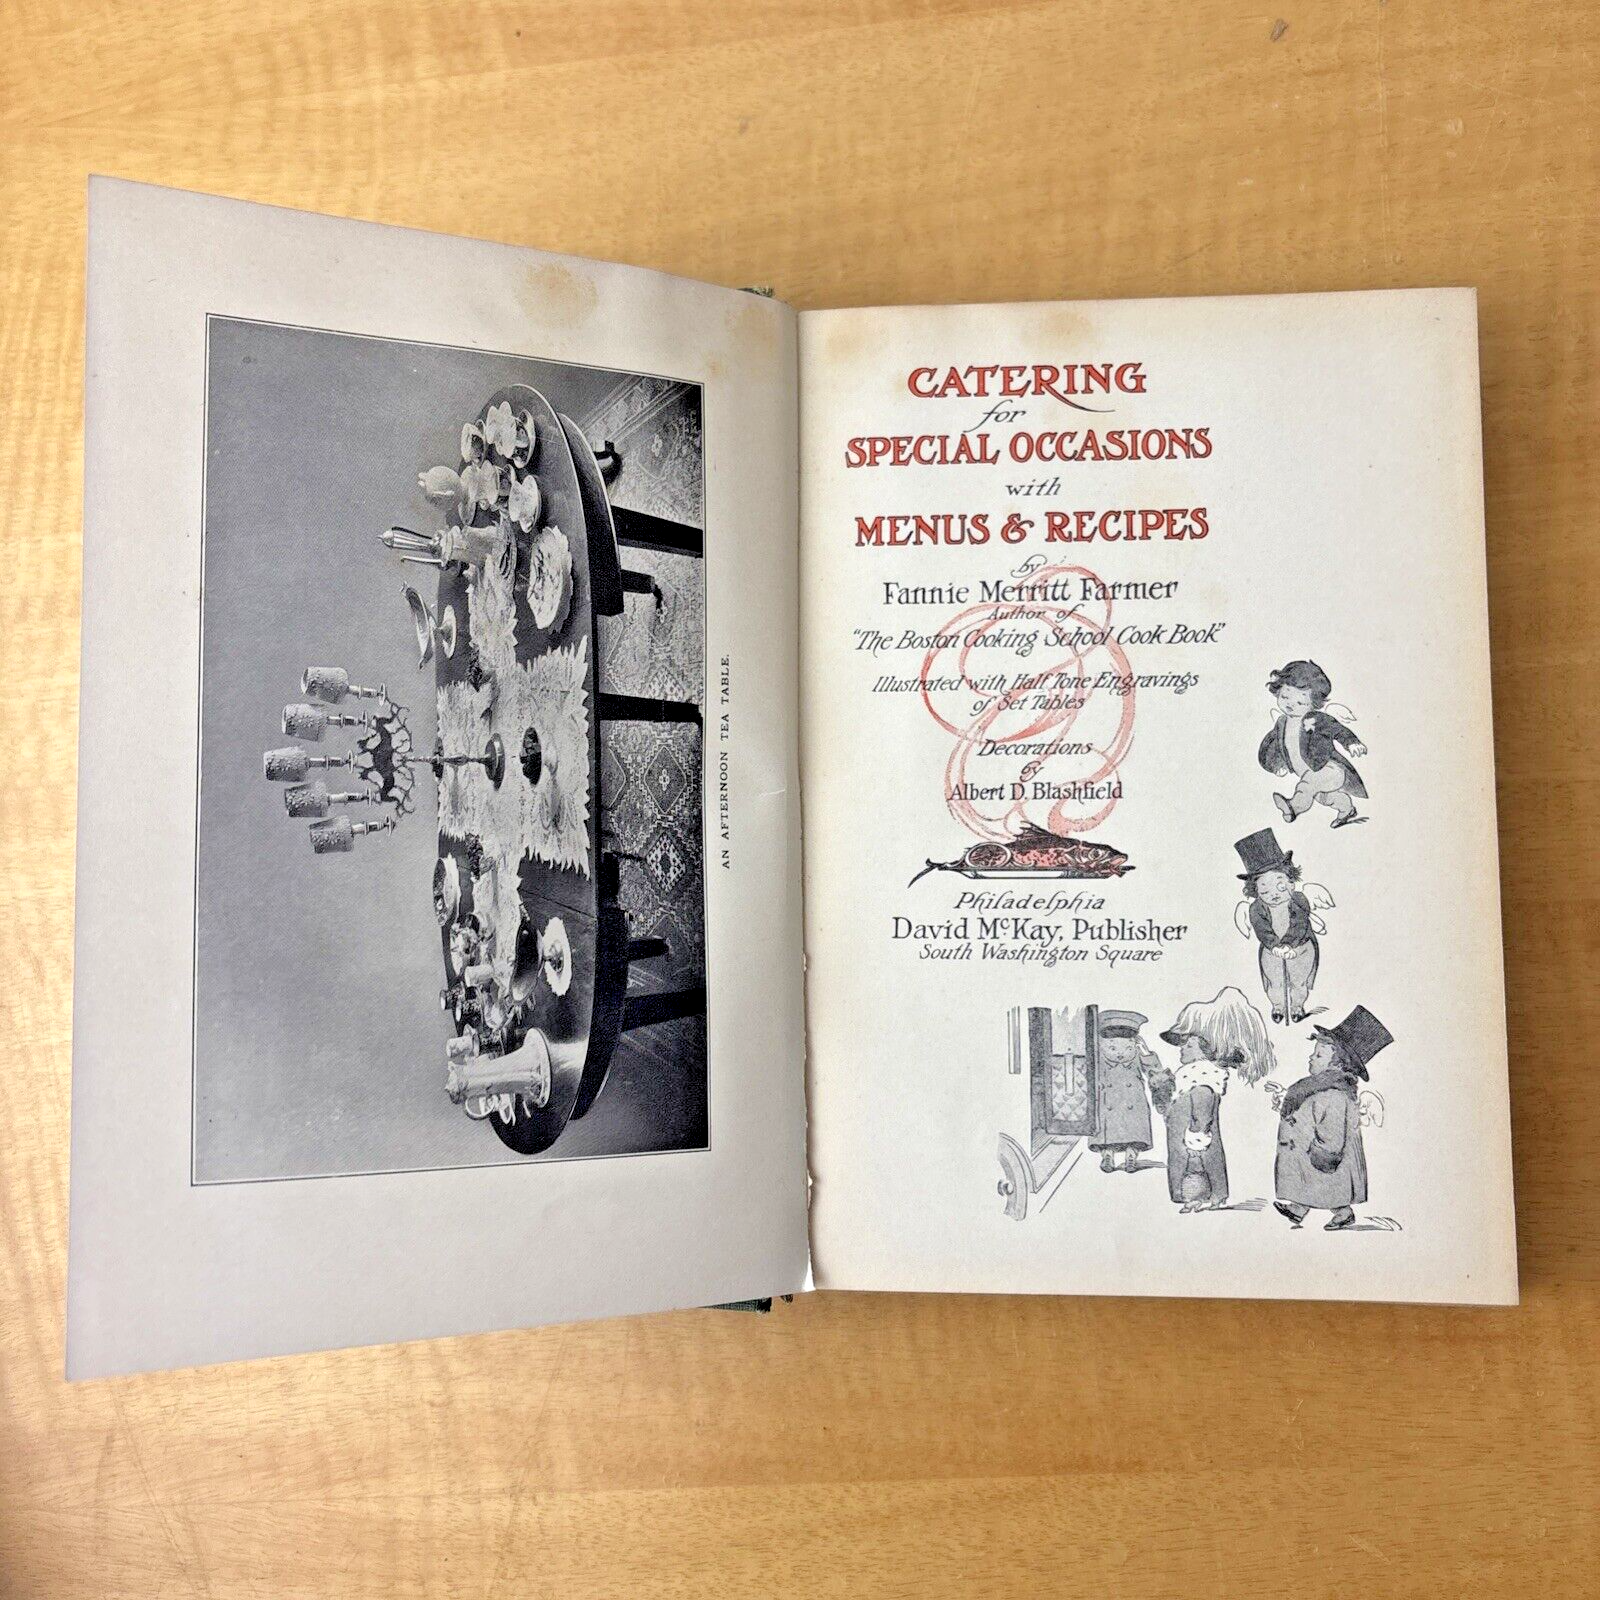 AN AFTERNOON TEA TABLE.
CATERING
for
SPECIAL OCCASIONS
with
MENUS & RECIPES
by
Fannie Merritt Farmer
Author of
"The Boston Cooking School Cook Book"
Illustrated with Half Tone Engravings
of Set Tables
Decorations
by
Albert D. Blashfield
Philadelphia
David McKay, Publisher
South Washington Square